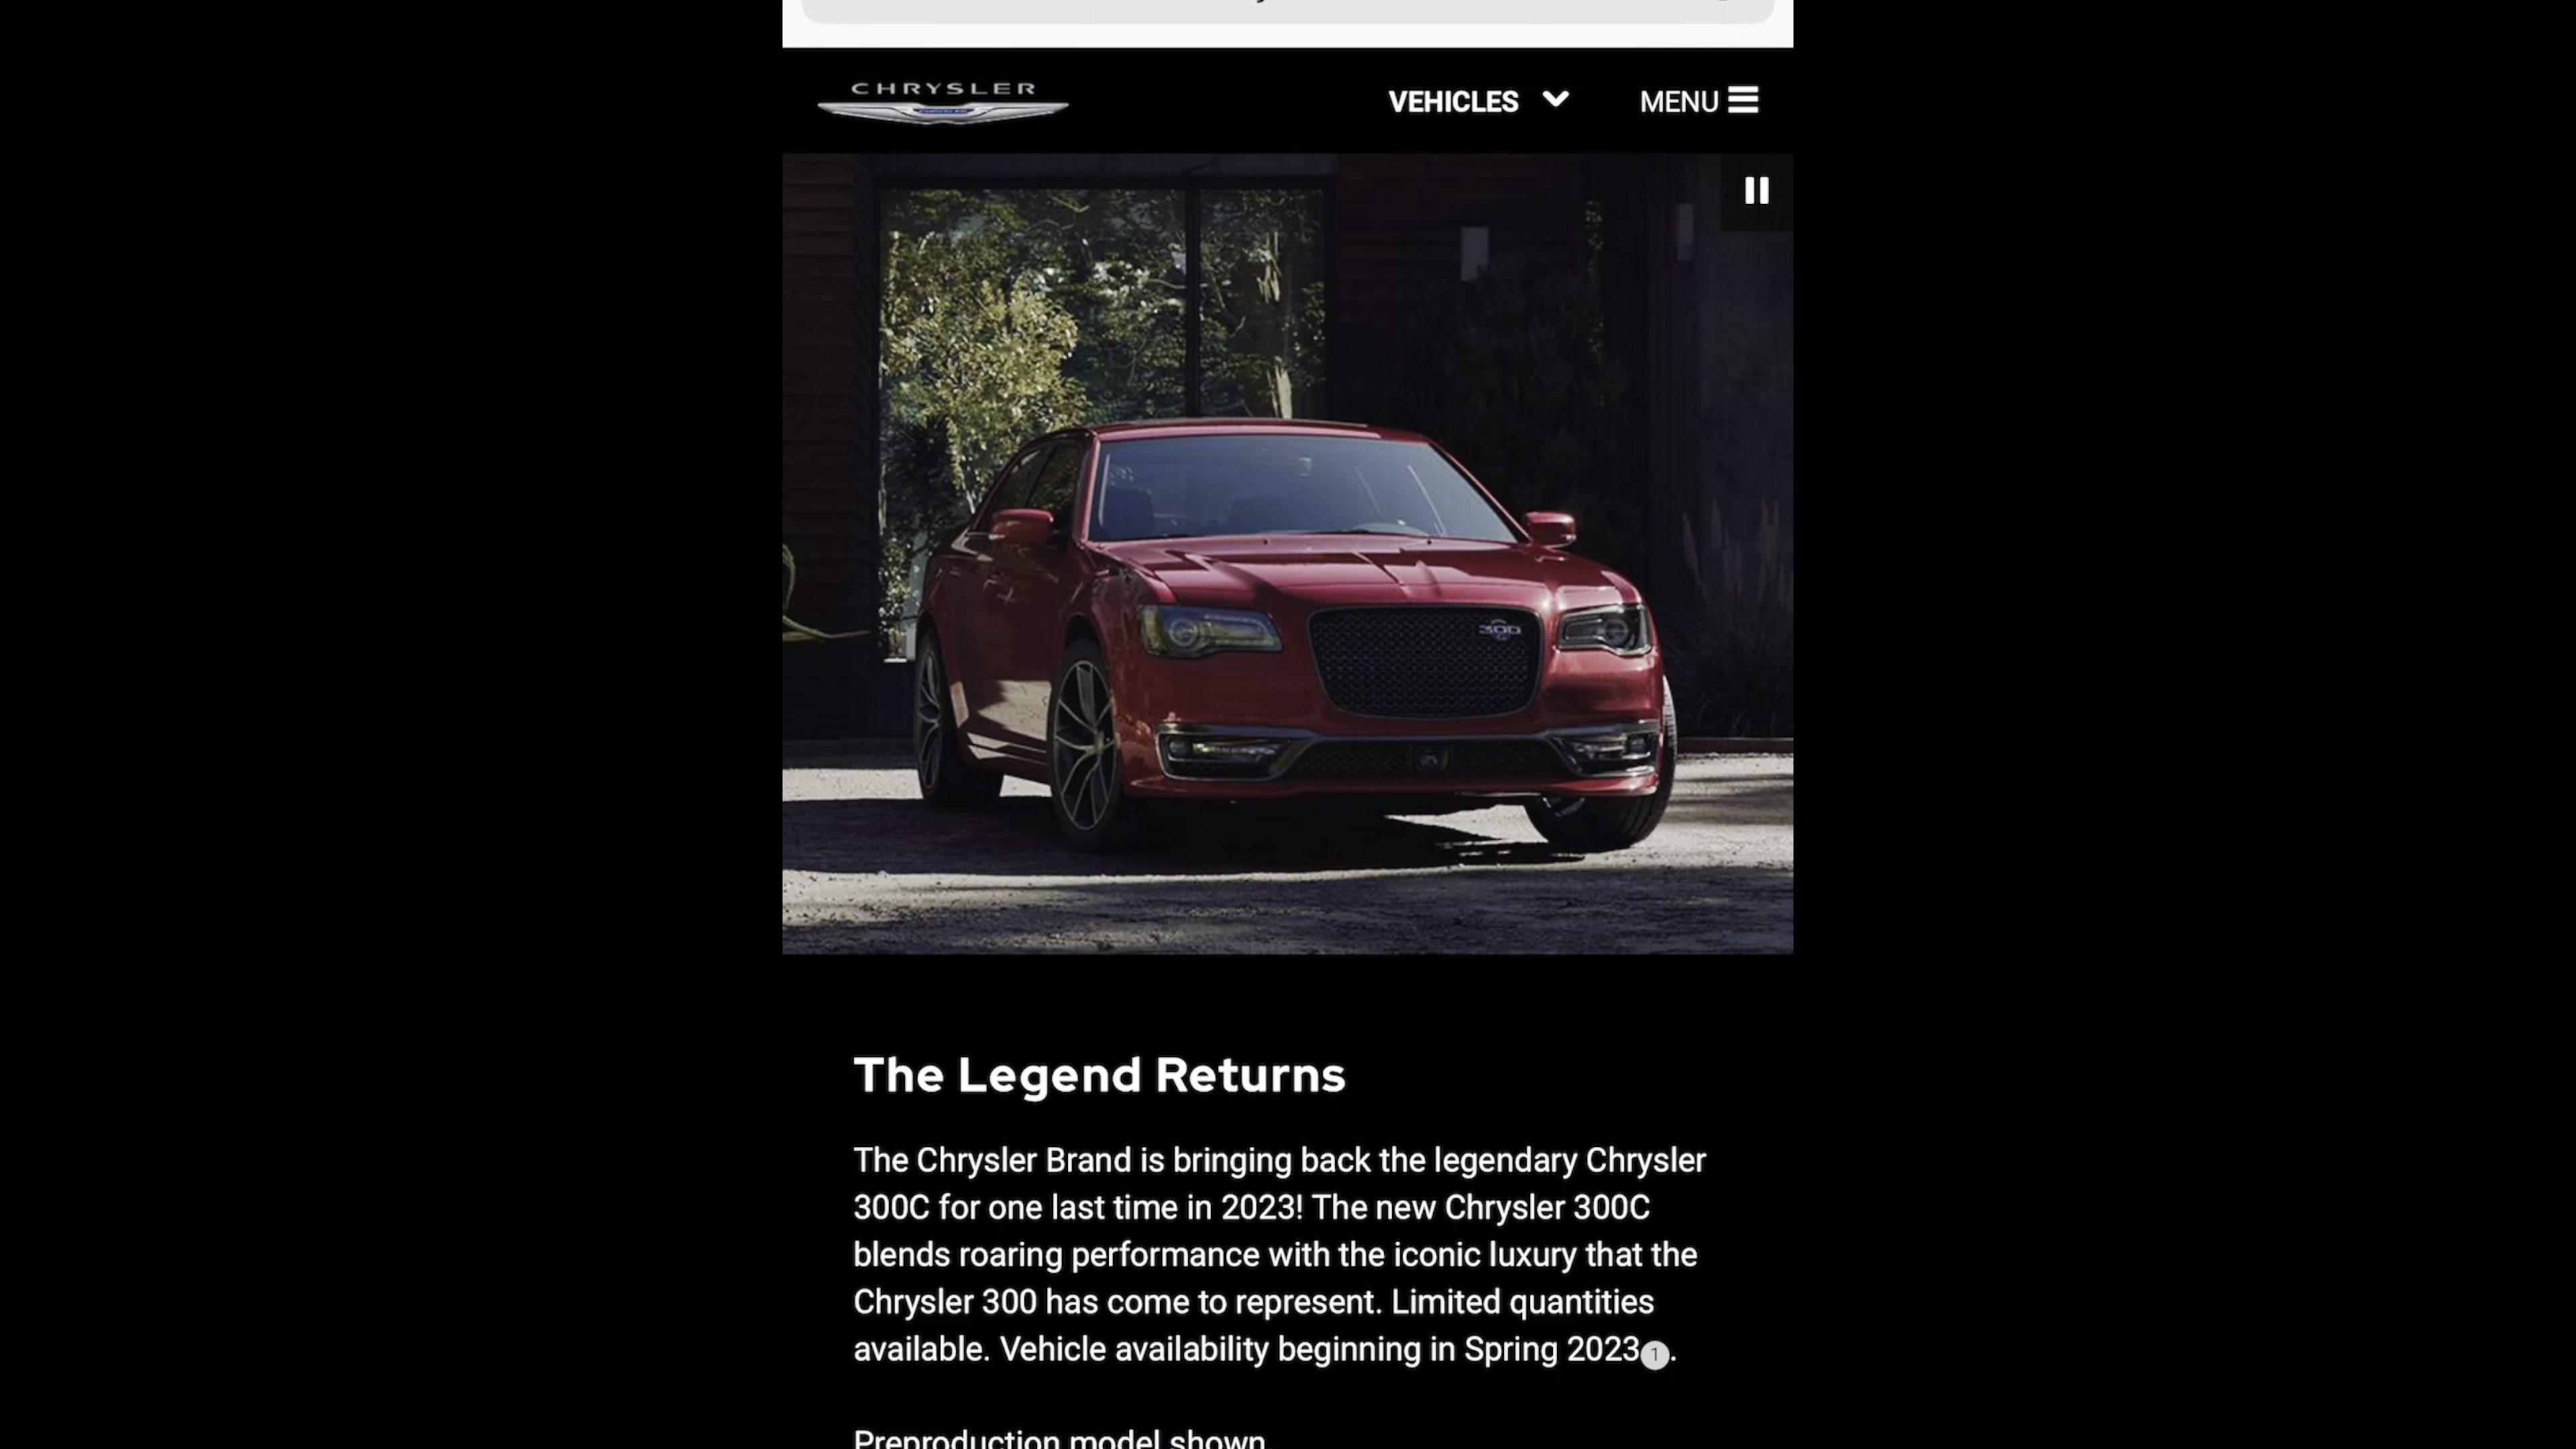 CHRYSLER
VEHICLES
MENU
300
The Legend Returns
The Chrysler Brand is bringing back the legendary Chrysler
300C for one last time in 2023! The new Chrysler 300C
blends roaring performance with the iconic luxury that the
Chrysler 300 has come to represent. Limited quantities
available. Vehicle availability beginning in Spring 2023 1.
Preproduction model shown